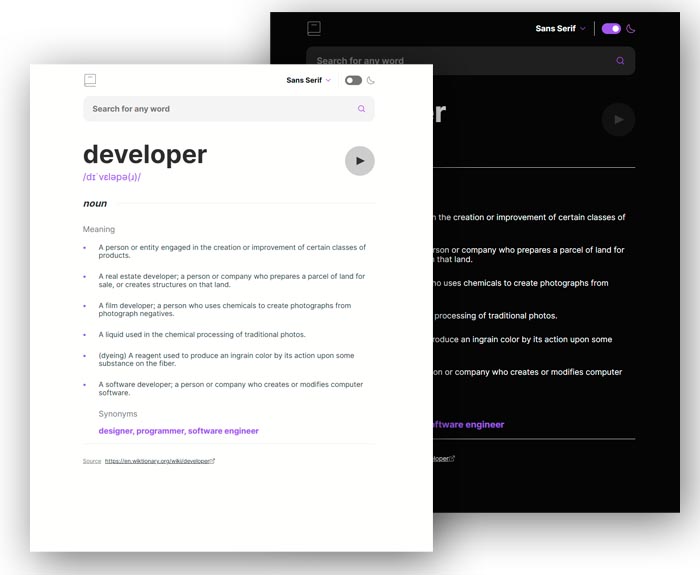 Sans Serif
Search for any word
Sans Serif
Search for any word
developer
/dɪˈvɛləpə(ɹ)/
noun
Meaning
A person or entity engaged in the creation or improvement of certain classes of
products.
A real estate developer; a person or company who prepares a parcel of land for
sale, or creates structures on that land.
A film developer; a person who uses chemicals to create photographs from
photograph negatives.
A liquid used in the chemical processing of traditional photos.
(dyeing) A reagent used to produce an ingrain color by its action upon some
substance on the fiber.
A software developer; a person or company who creates or modifies computer
software.
Synonyms
designer, programmer, software engineer
Source https://en.wiktionary.org/wiki/developer
er
n the creation or improvement of certain classes of
rson or company who prepares a parcel of land for
that land.
ho uses chemicals to create photographs from
processing of traditional photos.
roduce an ingrain color by its action upon some
on or company who creates or modifies computer
oftware engineer
loper